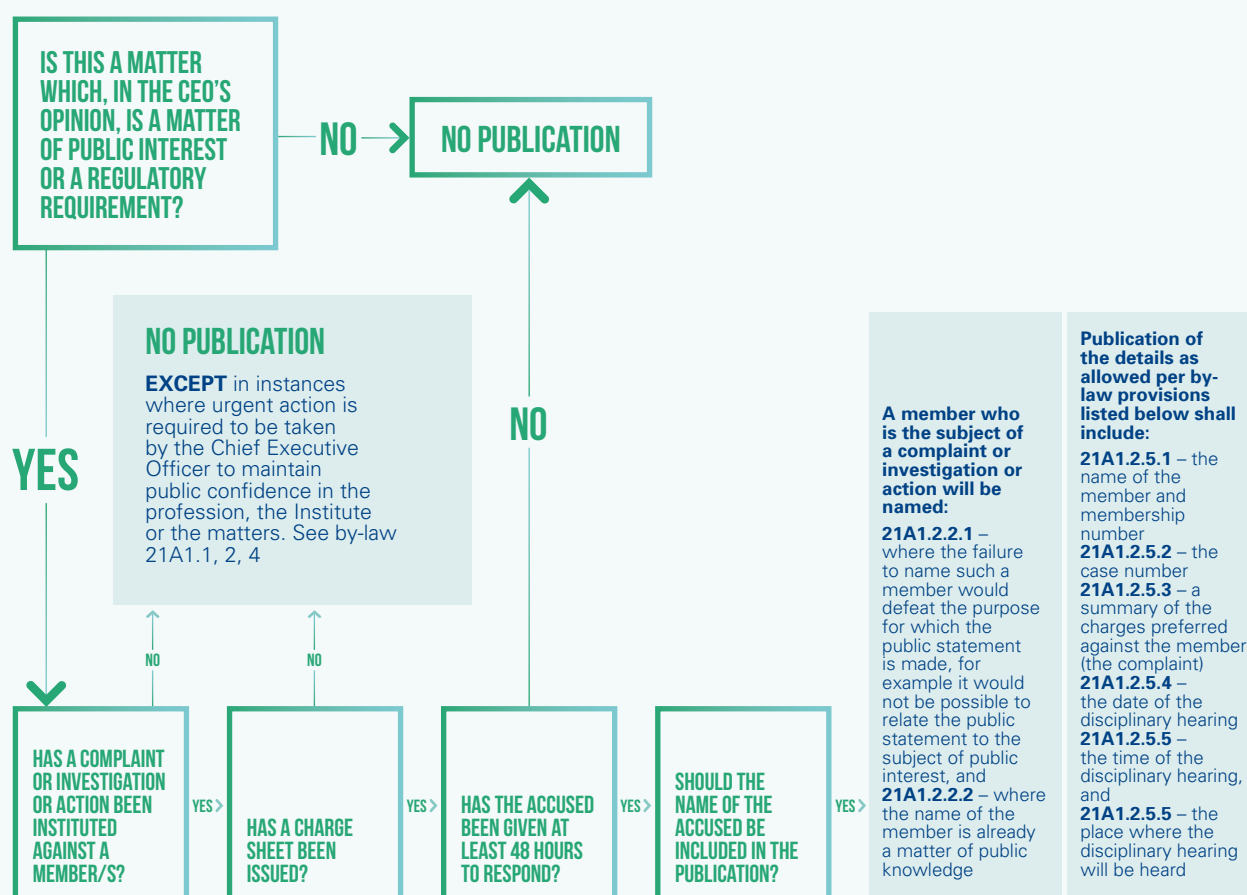 IS THIS A MATTER
WHICH, IN THE CEO'S
OPINION, IS A MATTER
OF PUBLIC INTEREST
OR A REGULATORY
REQUIREMENT?
NO
NO PUBLICATION
YES
NO PUBLICATION
EXCEPT in instances
where urgent action is
required to be taken
by the Chief Executive
Officer to maintain
public confidence in the
profession, the Institute
or the matters. See by-law
21A1.1, 2, 4
NO
NO
NO
HAS A COMPLAINT
OR INVESTIGATION
OR ACTION BEEN
INSTITUTED
AGAINST A
MEMBER/S?
YES
HAS A CHARGE
SHEET BEEN
ISSUED?
YES
HAS THE ACCUSED
BEEN GIVEN AT
LEAST 48 HOURS
TO RESPOND?
YES
SHOULD THE
NAME OF THE
ACCUSED BE
INCLUDED IN THE
PUBLICATION?
YES
A member who
is the subject of
a complaint or
investigation or
action will be
named:
21A1.2.2.1 –
where the failure
to name such a
member would
defeat the purpose
for which the
public statement
is made, for
example it would
not be possible to
relate the public
statement to the
subject of public
interest, and
21A1.2.2.2 – where
the name of the
member is already
a matter of public
knowledge
Publication of
the details as
allowed per by-
law provisions
listed below shall
include:
21A1.2.5.1 – the
name of the
member and
membership
number
21A1.2.5.2 – the
case number
21A1.2.5.3 – a
summary of the
charges preferred
against the member
(the complaint)
21A1.2.5.4 –
the date of the
disciplinary hearing
21A1.2.5.5 –
the time of the
disciplinary hearing,
and
21A1.2.5.5 – the
place where the
disciplinary hearing
will be heard